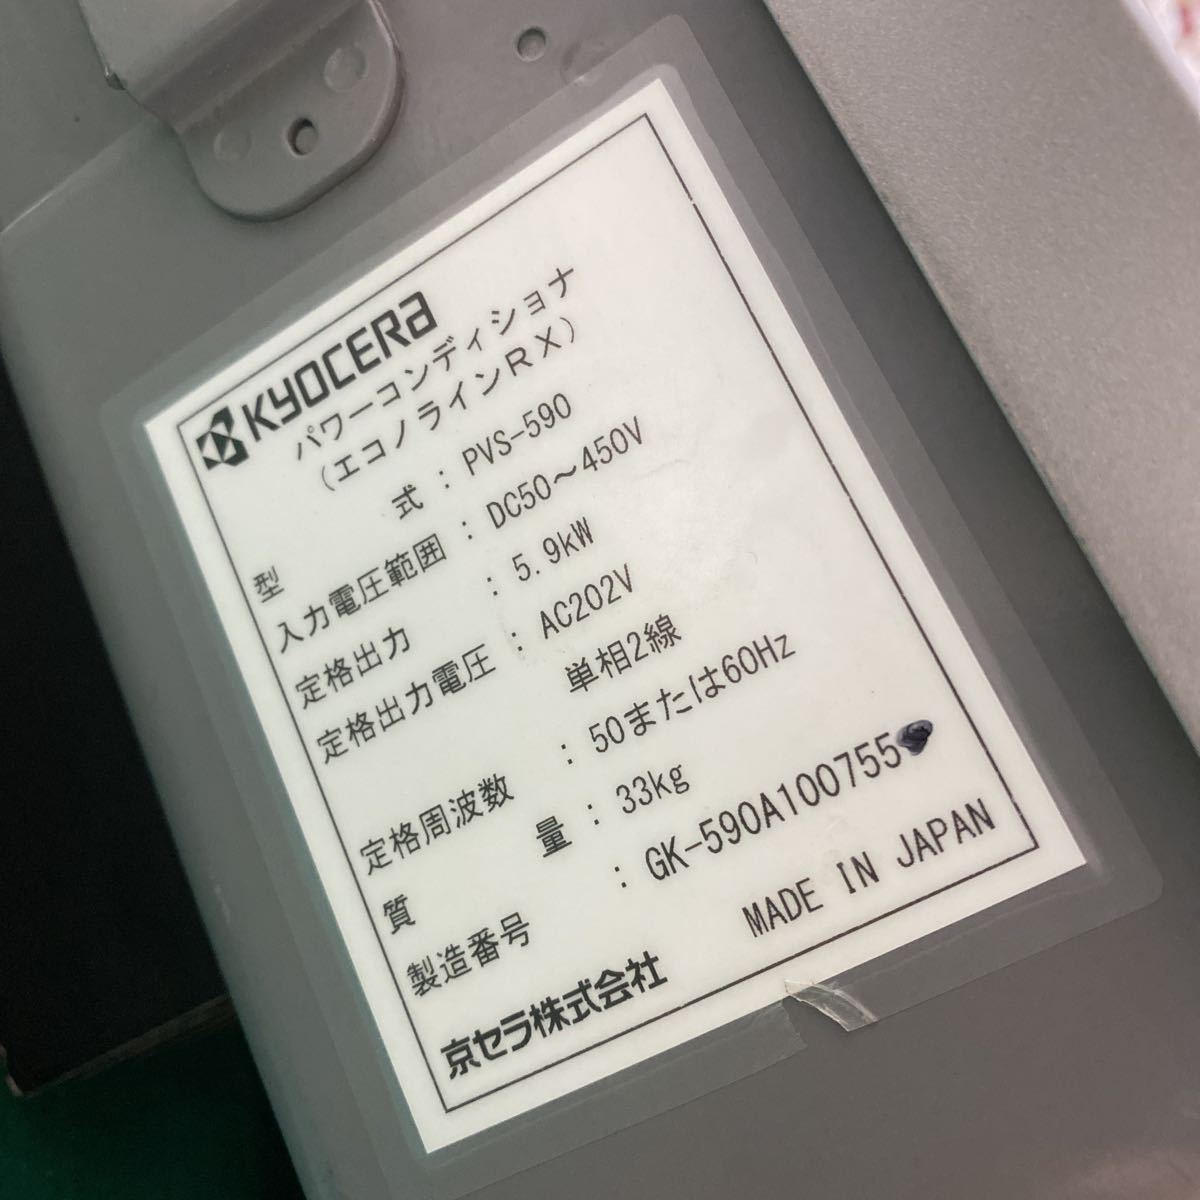 KYOCERA
パワーコンディショナ
(エコノラインRX)
型式:PVS-590
入力電圧範囲:DC50～450V
定格出力:5.9kW
定格出力電圧:AC202V
単相2線
定格周波数:50または60Hz
質量:33kg
製造番号:GK-590A100755
京セラ株式会社 MADE IN JAPAN